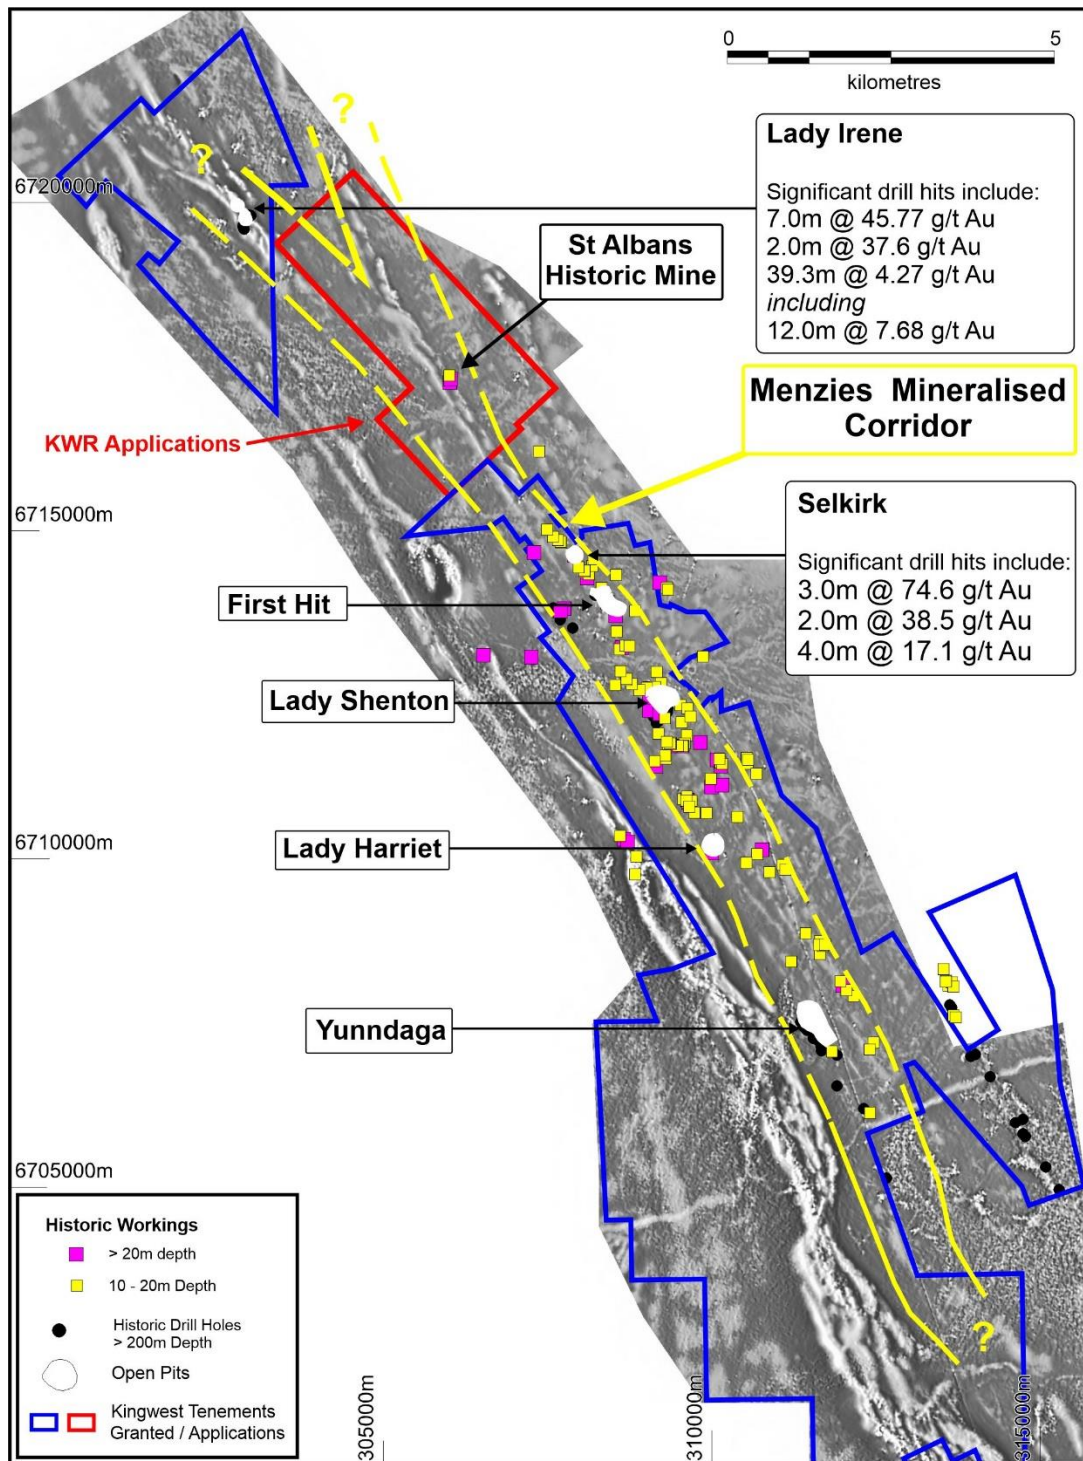 0 5
kilometres
Lady Irene
Significant drill hits include:
7.0m @ 45.77 g/t Au
2.0m @ 37.6 g/t Au
39.3m @ 4.27 g/t Au
including
12.0m @ 7.68 g/t Au
?
?
6720000m
St Albans
Historic Mine
Menzies Mineralised
Corridor
KWR Applications
6715000m
Selkirk
Significant drill hits include:
3.0m @ 74.6 g/t Au
2.0m @ 38.5 g/t Au
4.0m @ 17.1 g/t Au
First Hit
Lady Shenton
6710000m
Lady Harriet
Yunndaga
6705000m
?
Historic Workings
> 20m depth
10 - 20m Depth
Historic Drill Holes
> 200m Depth
Open Pits
Kingwest Tenements
Granted / Applications
305000m
310000m
315000m